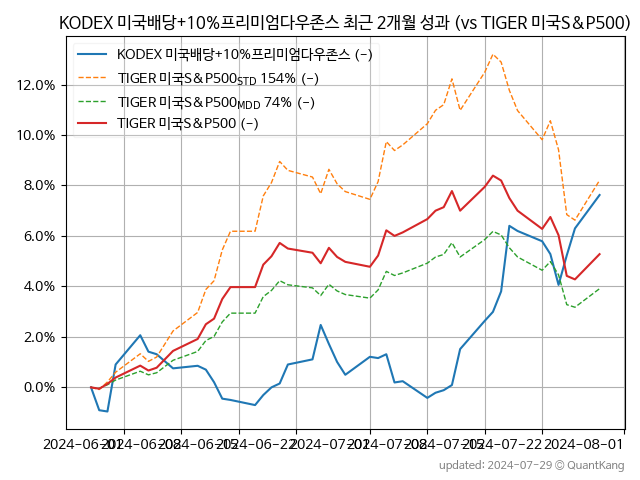 KODEX 미국배당+10%프리미엄다우존스 최근 2개월 성과 (vs TIGER 미국S&P500)
KODEX 미국배당+10%프리미엄다우존스 (-)
TIGER 미국S&P500STD 154% (-)
TIGER 미국S&P500MDD 74% (-)
TIGER 미국S&P500 (-)
12.0%
10.0%
8.0%
6.0%
4.0%
2.0%
0.0%
2024-06-01 2024-06-08 2024-06-15 2024-06-22 2024-07-01 2024-07-08 2024-07-15 2024-07-22 2024-08-01
updated: 2024-07-29 © QuantKang